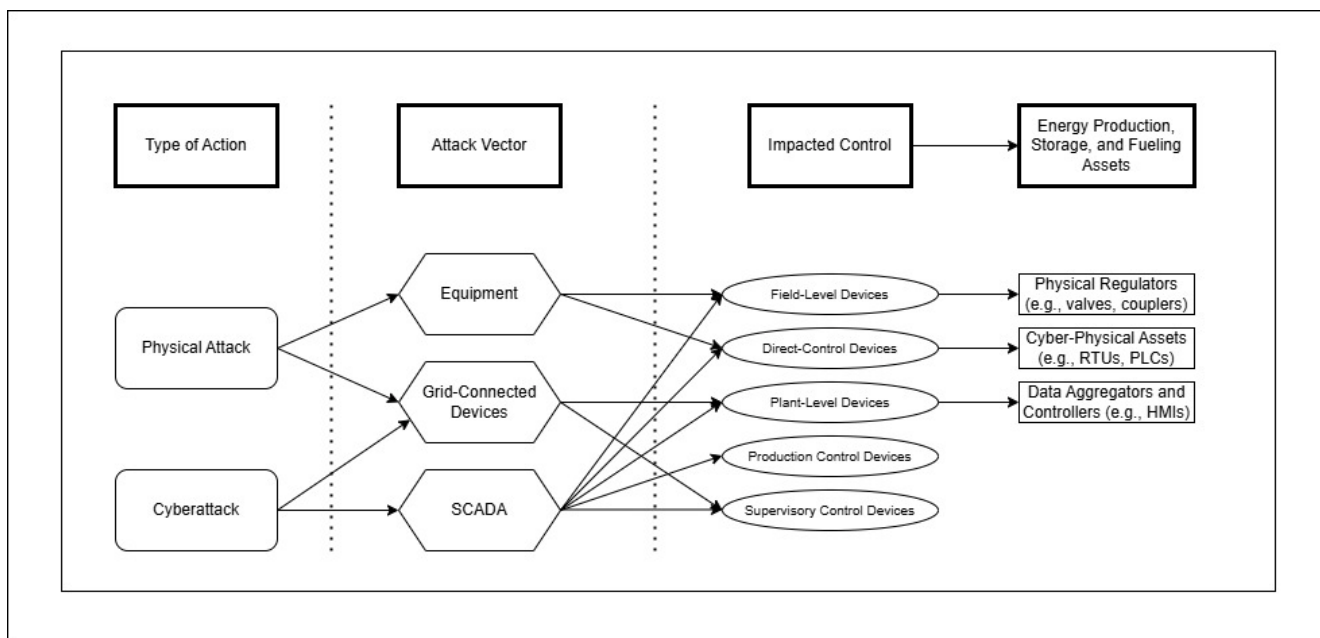 Type of Action
Attack Vector
Impacted Control
Energy Production,
Storage, and Fueling
Assets
Physical Attack
Cyberattack
Equipment
Grid-Connected
Devices
SCADA
Field-Level Devices
Direct-Control Devices
Plant-Level Devices
Production Control Devices
Supervisory Control Devices
Physical Regulators
(e.g., valves, couplers)
Cyber-Physical Assets
(e.g., RTUs, PLCs)
Data Aggregators and
Controllers (e.g., HMIs)